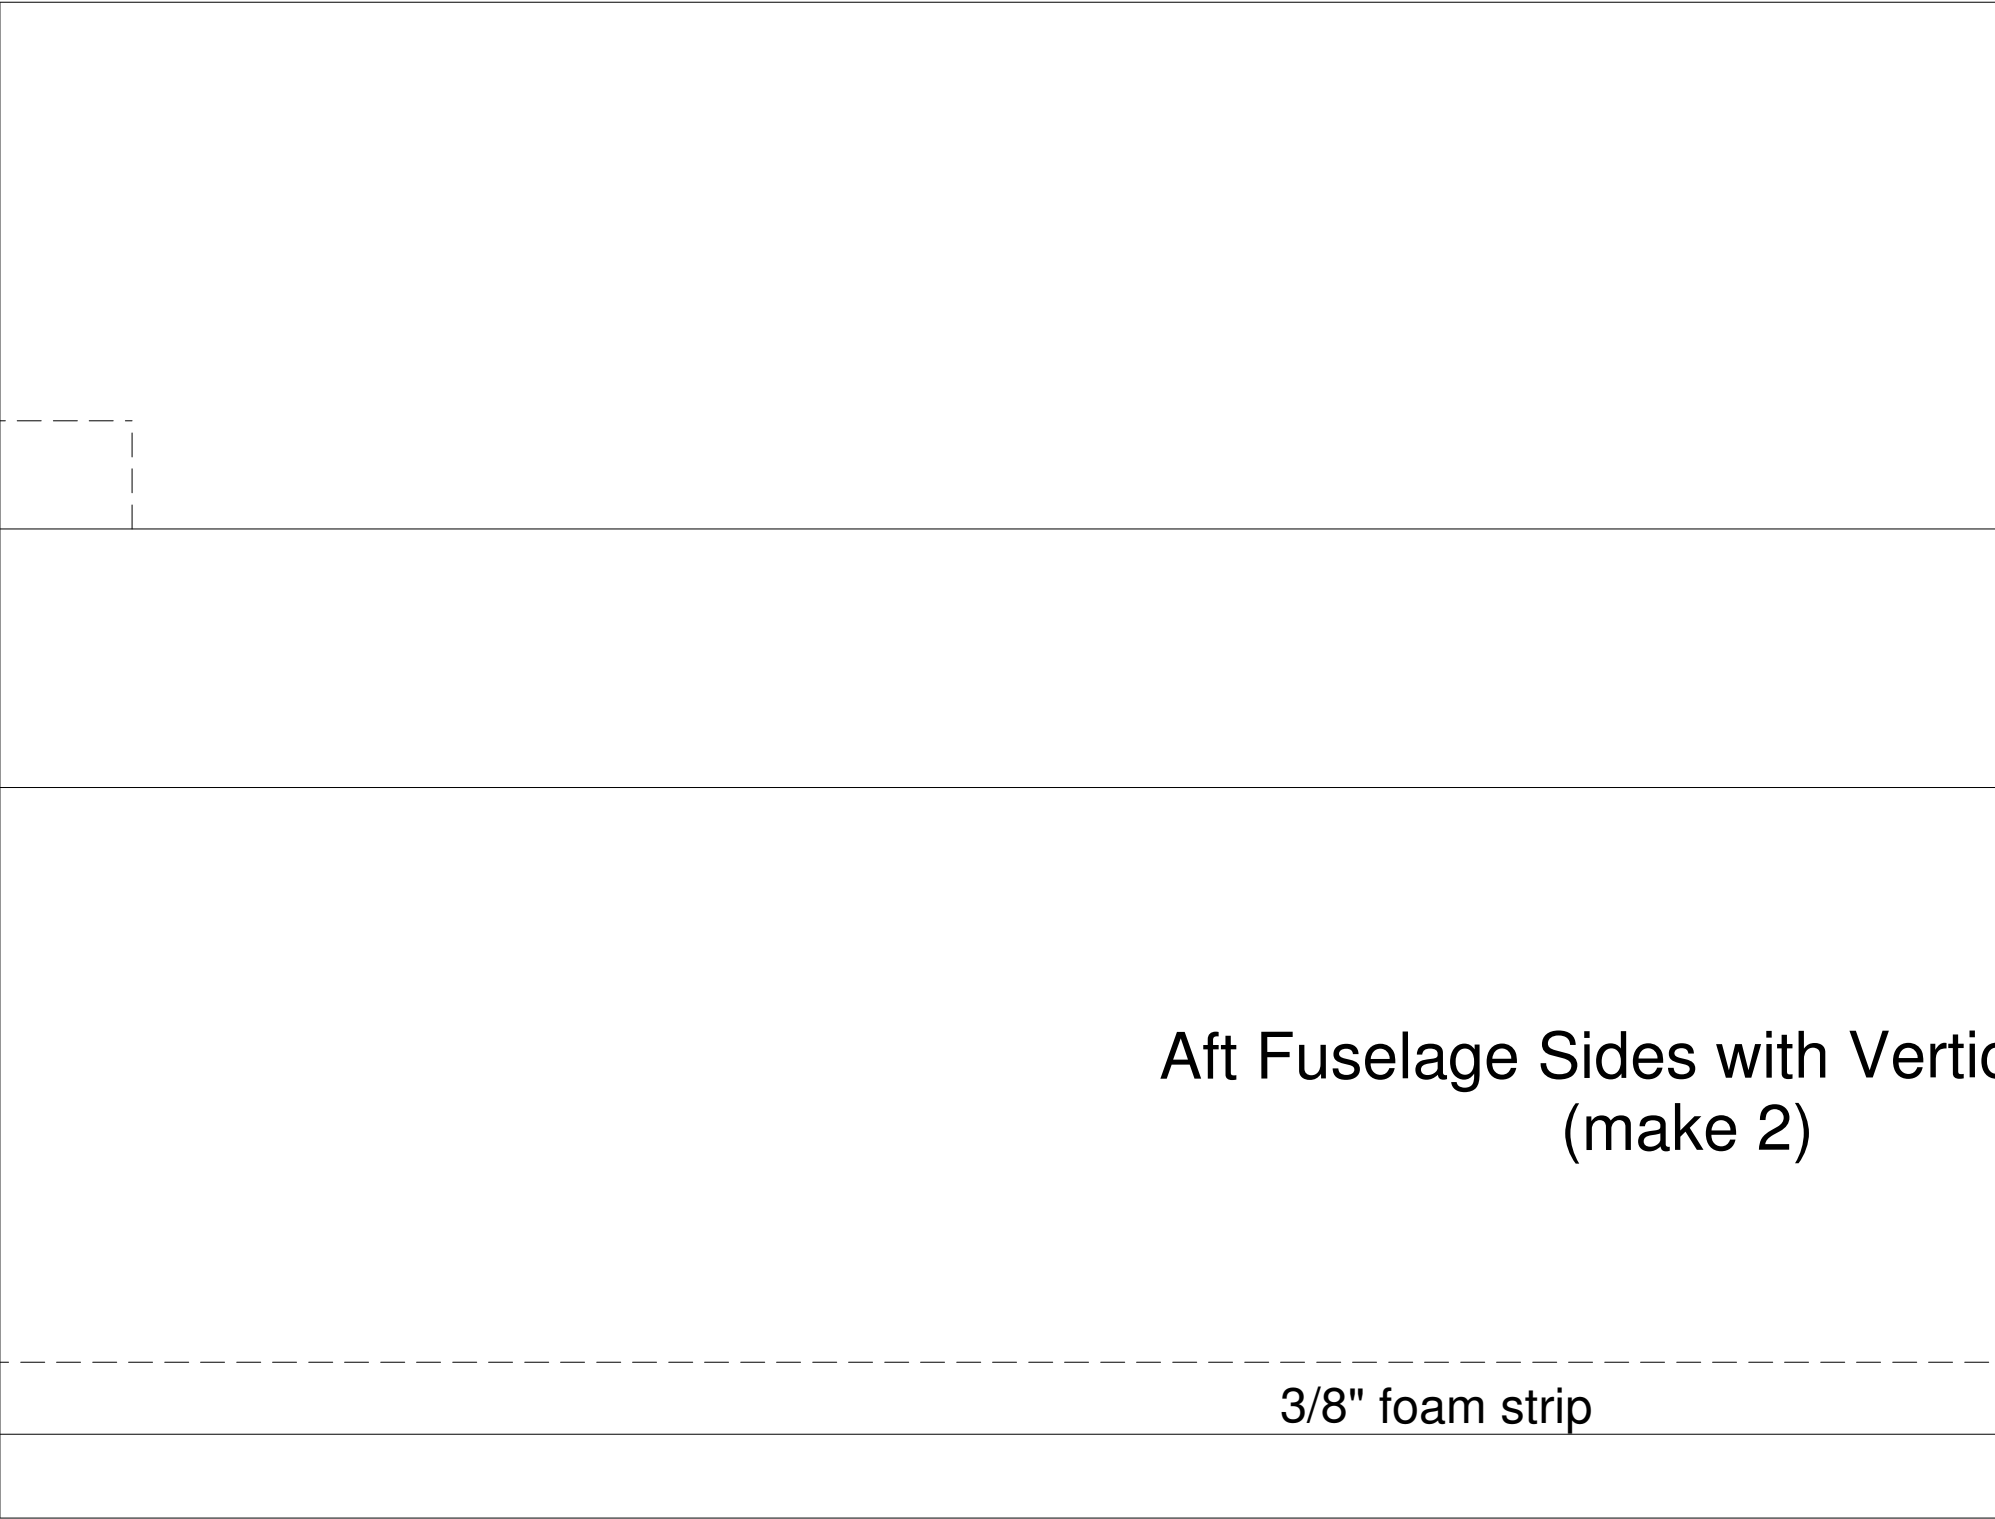 Aft Fuselage Sides with Vertic
(make 2)
3/8" foam strip